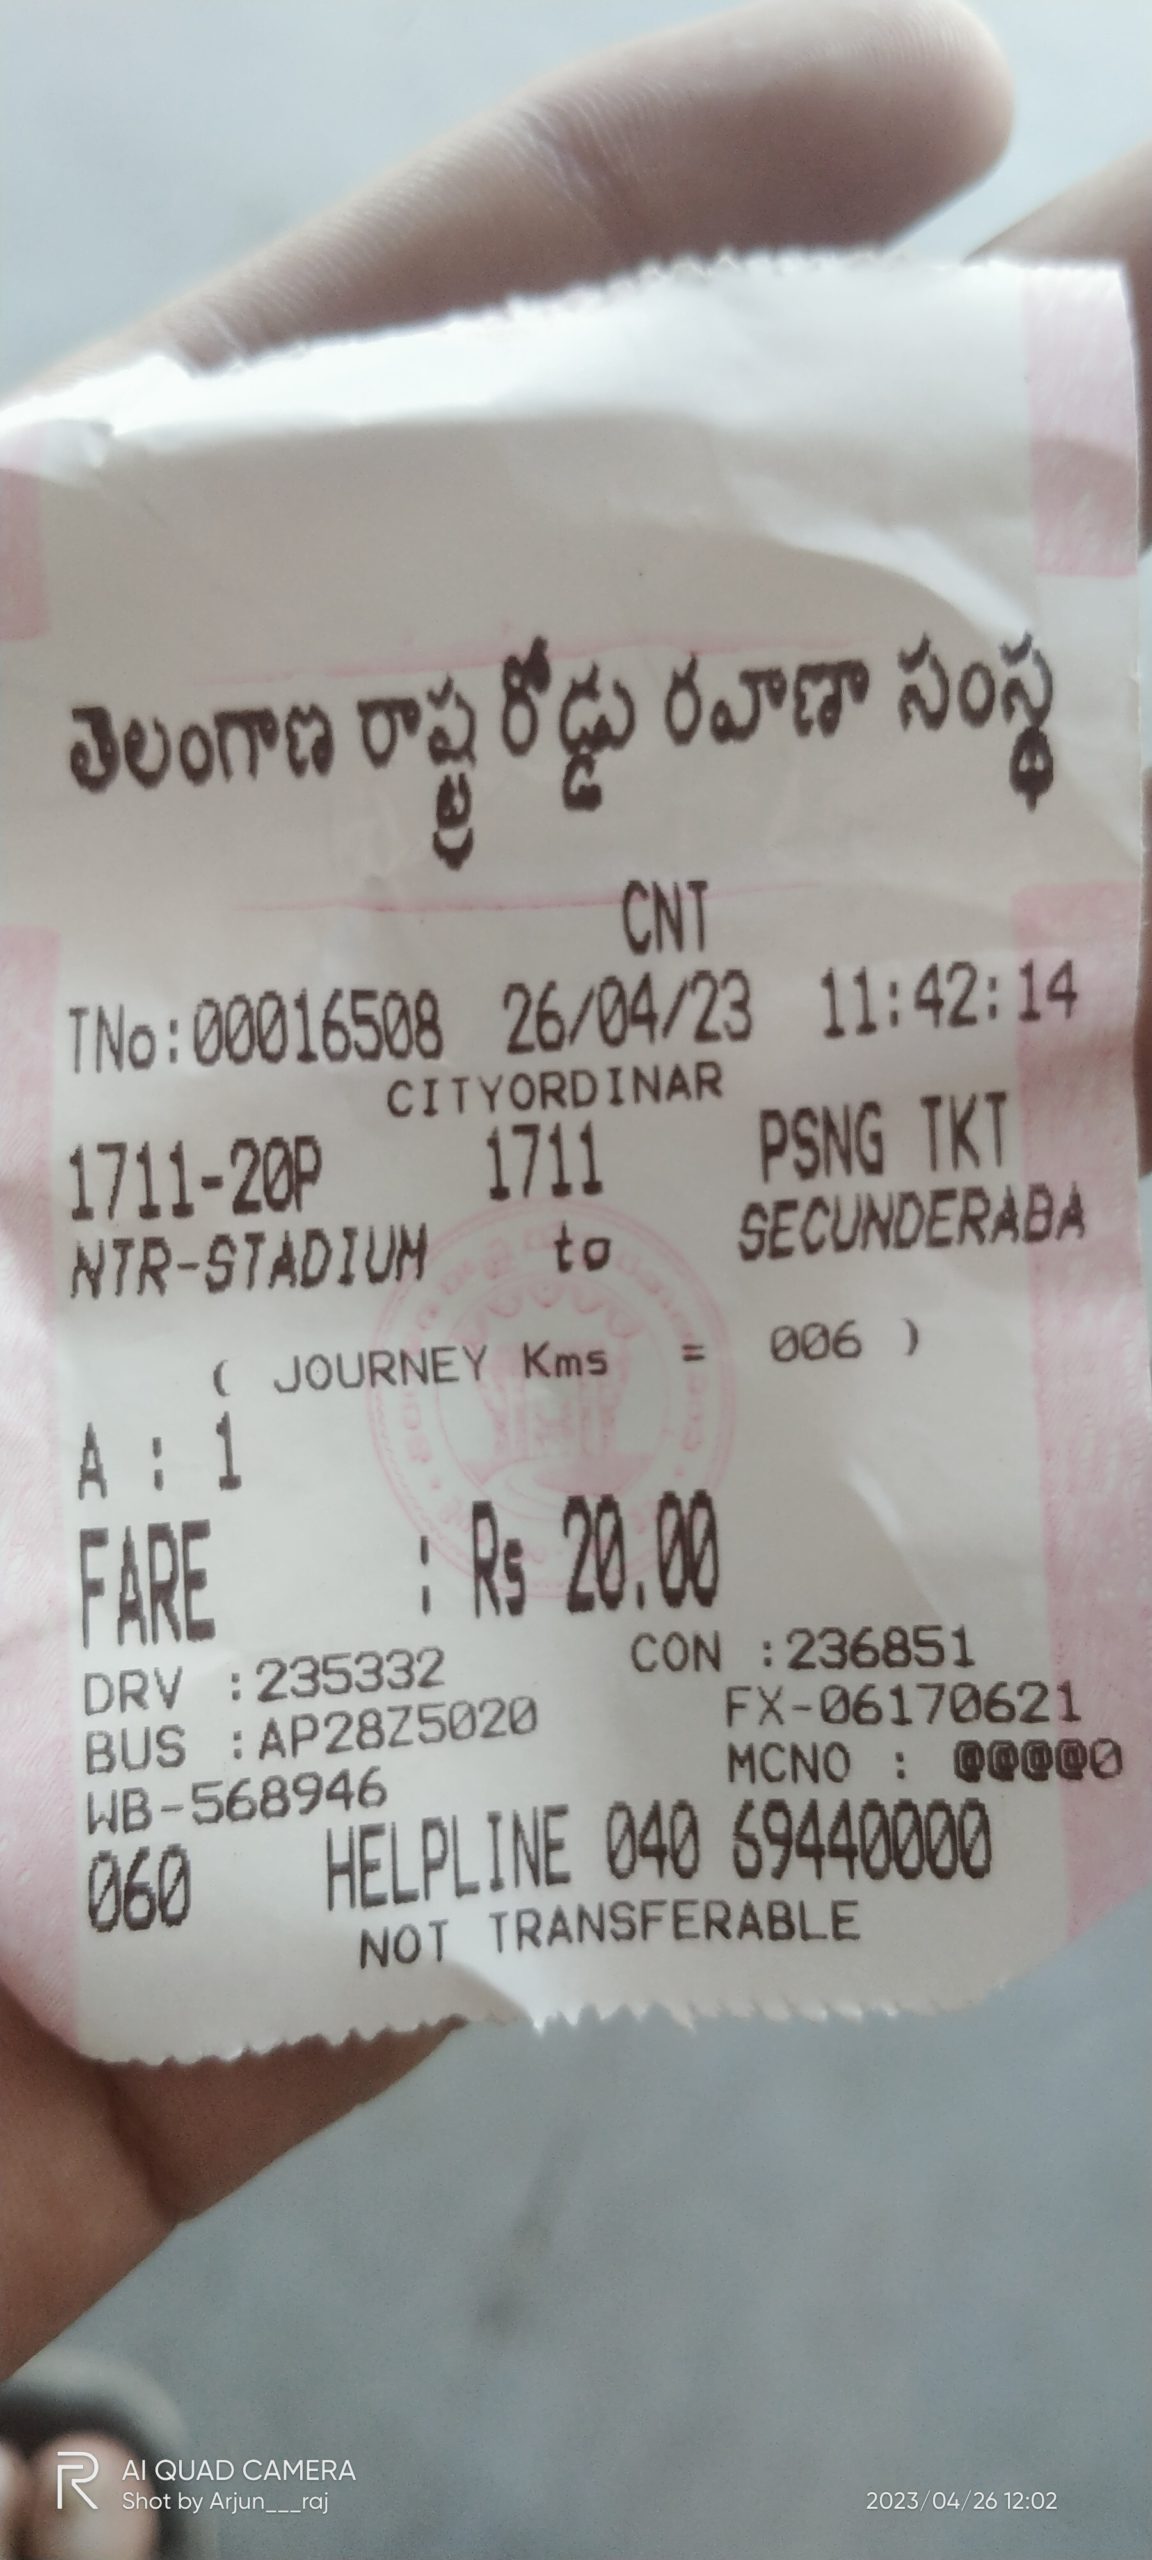 తెలంగాణ రాష్ట్ర రోడ్డు రవాణా సంస్థ
CNT
TNo:00016508 26/04/23 11:42:14
CITYORDINAR
1711-20P 1711 PSNG TKT
NTR-STADIUM to SECUNDERABA
( JOURNEY Kms = 006 )
A : 1
FARE : Rs 20.00
DRV :235332 CON :236851
BUS :AP28Z5020 FX-06170621
WB-568946 MCNO : @@@@0
060 HELPLINE 040 69440000
NOT TRANSFERABLE
AI QUAD CAMERA
Shot by Arjun___raj 2023/04/26 12:02